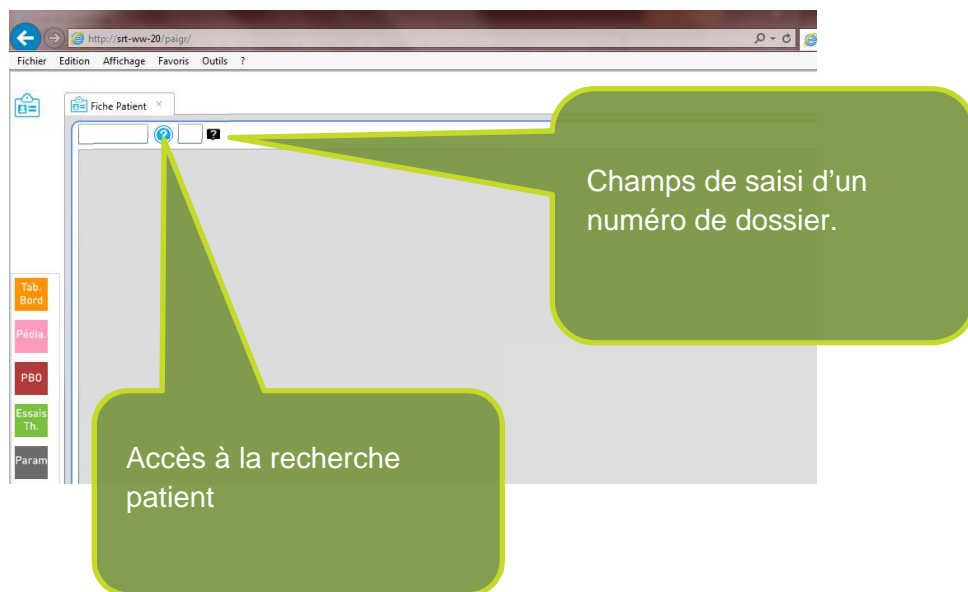 http://srt-ww-20/paigr/
Fichier Edition Affichage Favoris Outils ?
Fiche Patient
Champs de saisi d’un
numéro de dossier.
Tab.
Bord
Pédia.
PBO
Essais
Th.
Param
Accès à la recherche
patient